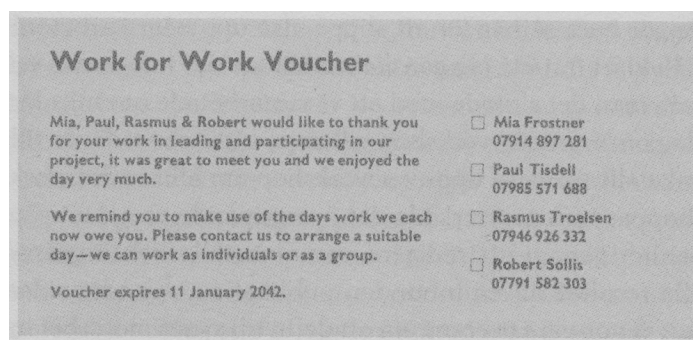 Work for Work Voucher
Mia, Paul, Rasmus & Robert would like to thank you
for your work in leading and participating in our
project, it was great to meet you and we enjoyed the
day very much.
We remind you to make use of the days work we each
now owe you. Please contact us to arrange a suitable
day—we can work as individuals or as a group.
Voucher expires 11 January 2042.
Mia Frostner
07914 897 281
Paul Tisdell
07985 571 688
Rasmus Troelsen
07946 926 332
Robert Sollis
07791 582 303